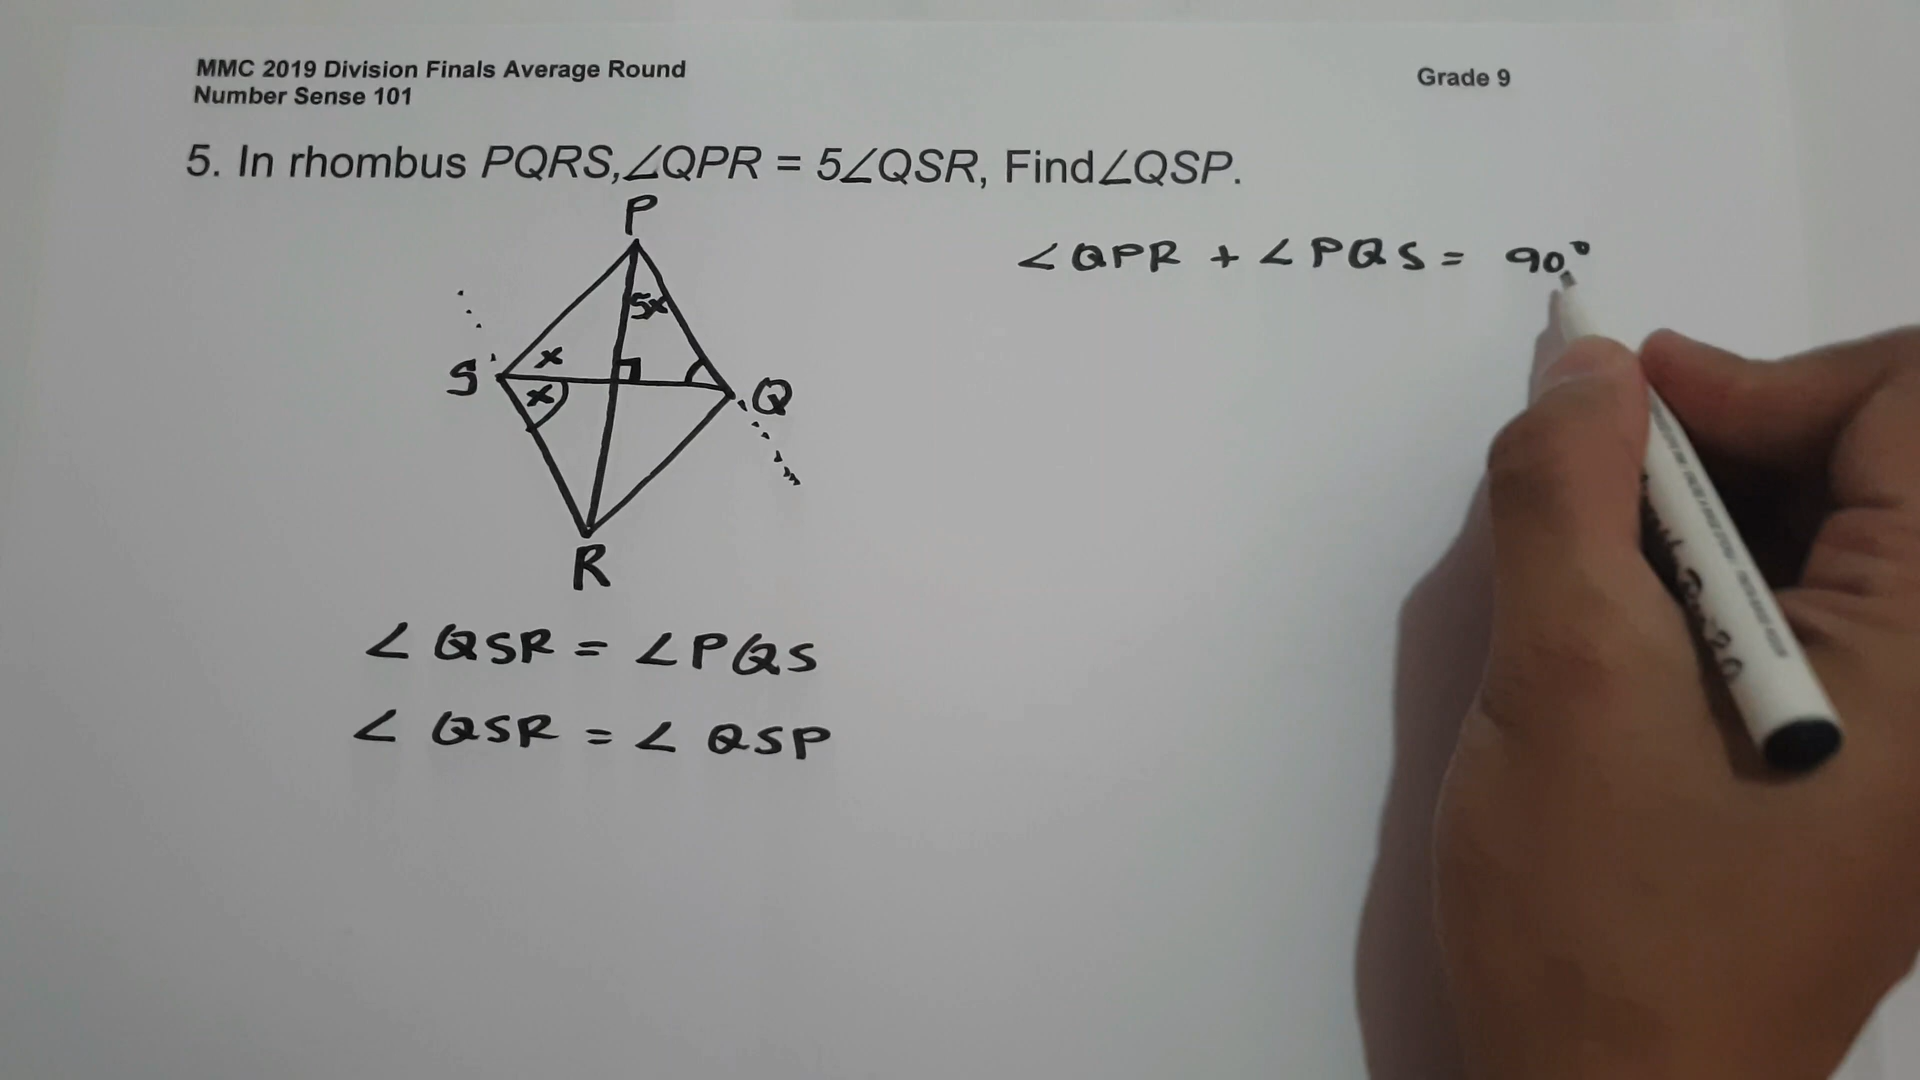 MMC 2019 Division Finals Average Round
Grade 9
Number Sense 101
5. In rhombus PQRS,∠QPR = 5∠QSR, Find∠QSP.
P
∠QPR + ∠PQS = 90°
5x
x
S
x
Q
R
∠QSR = ∠PQS
∠QSR = ∠QSP